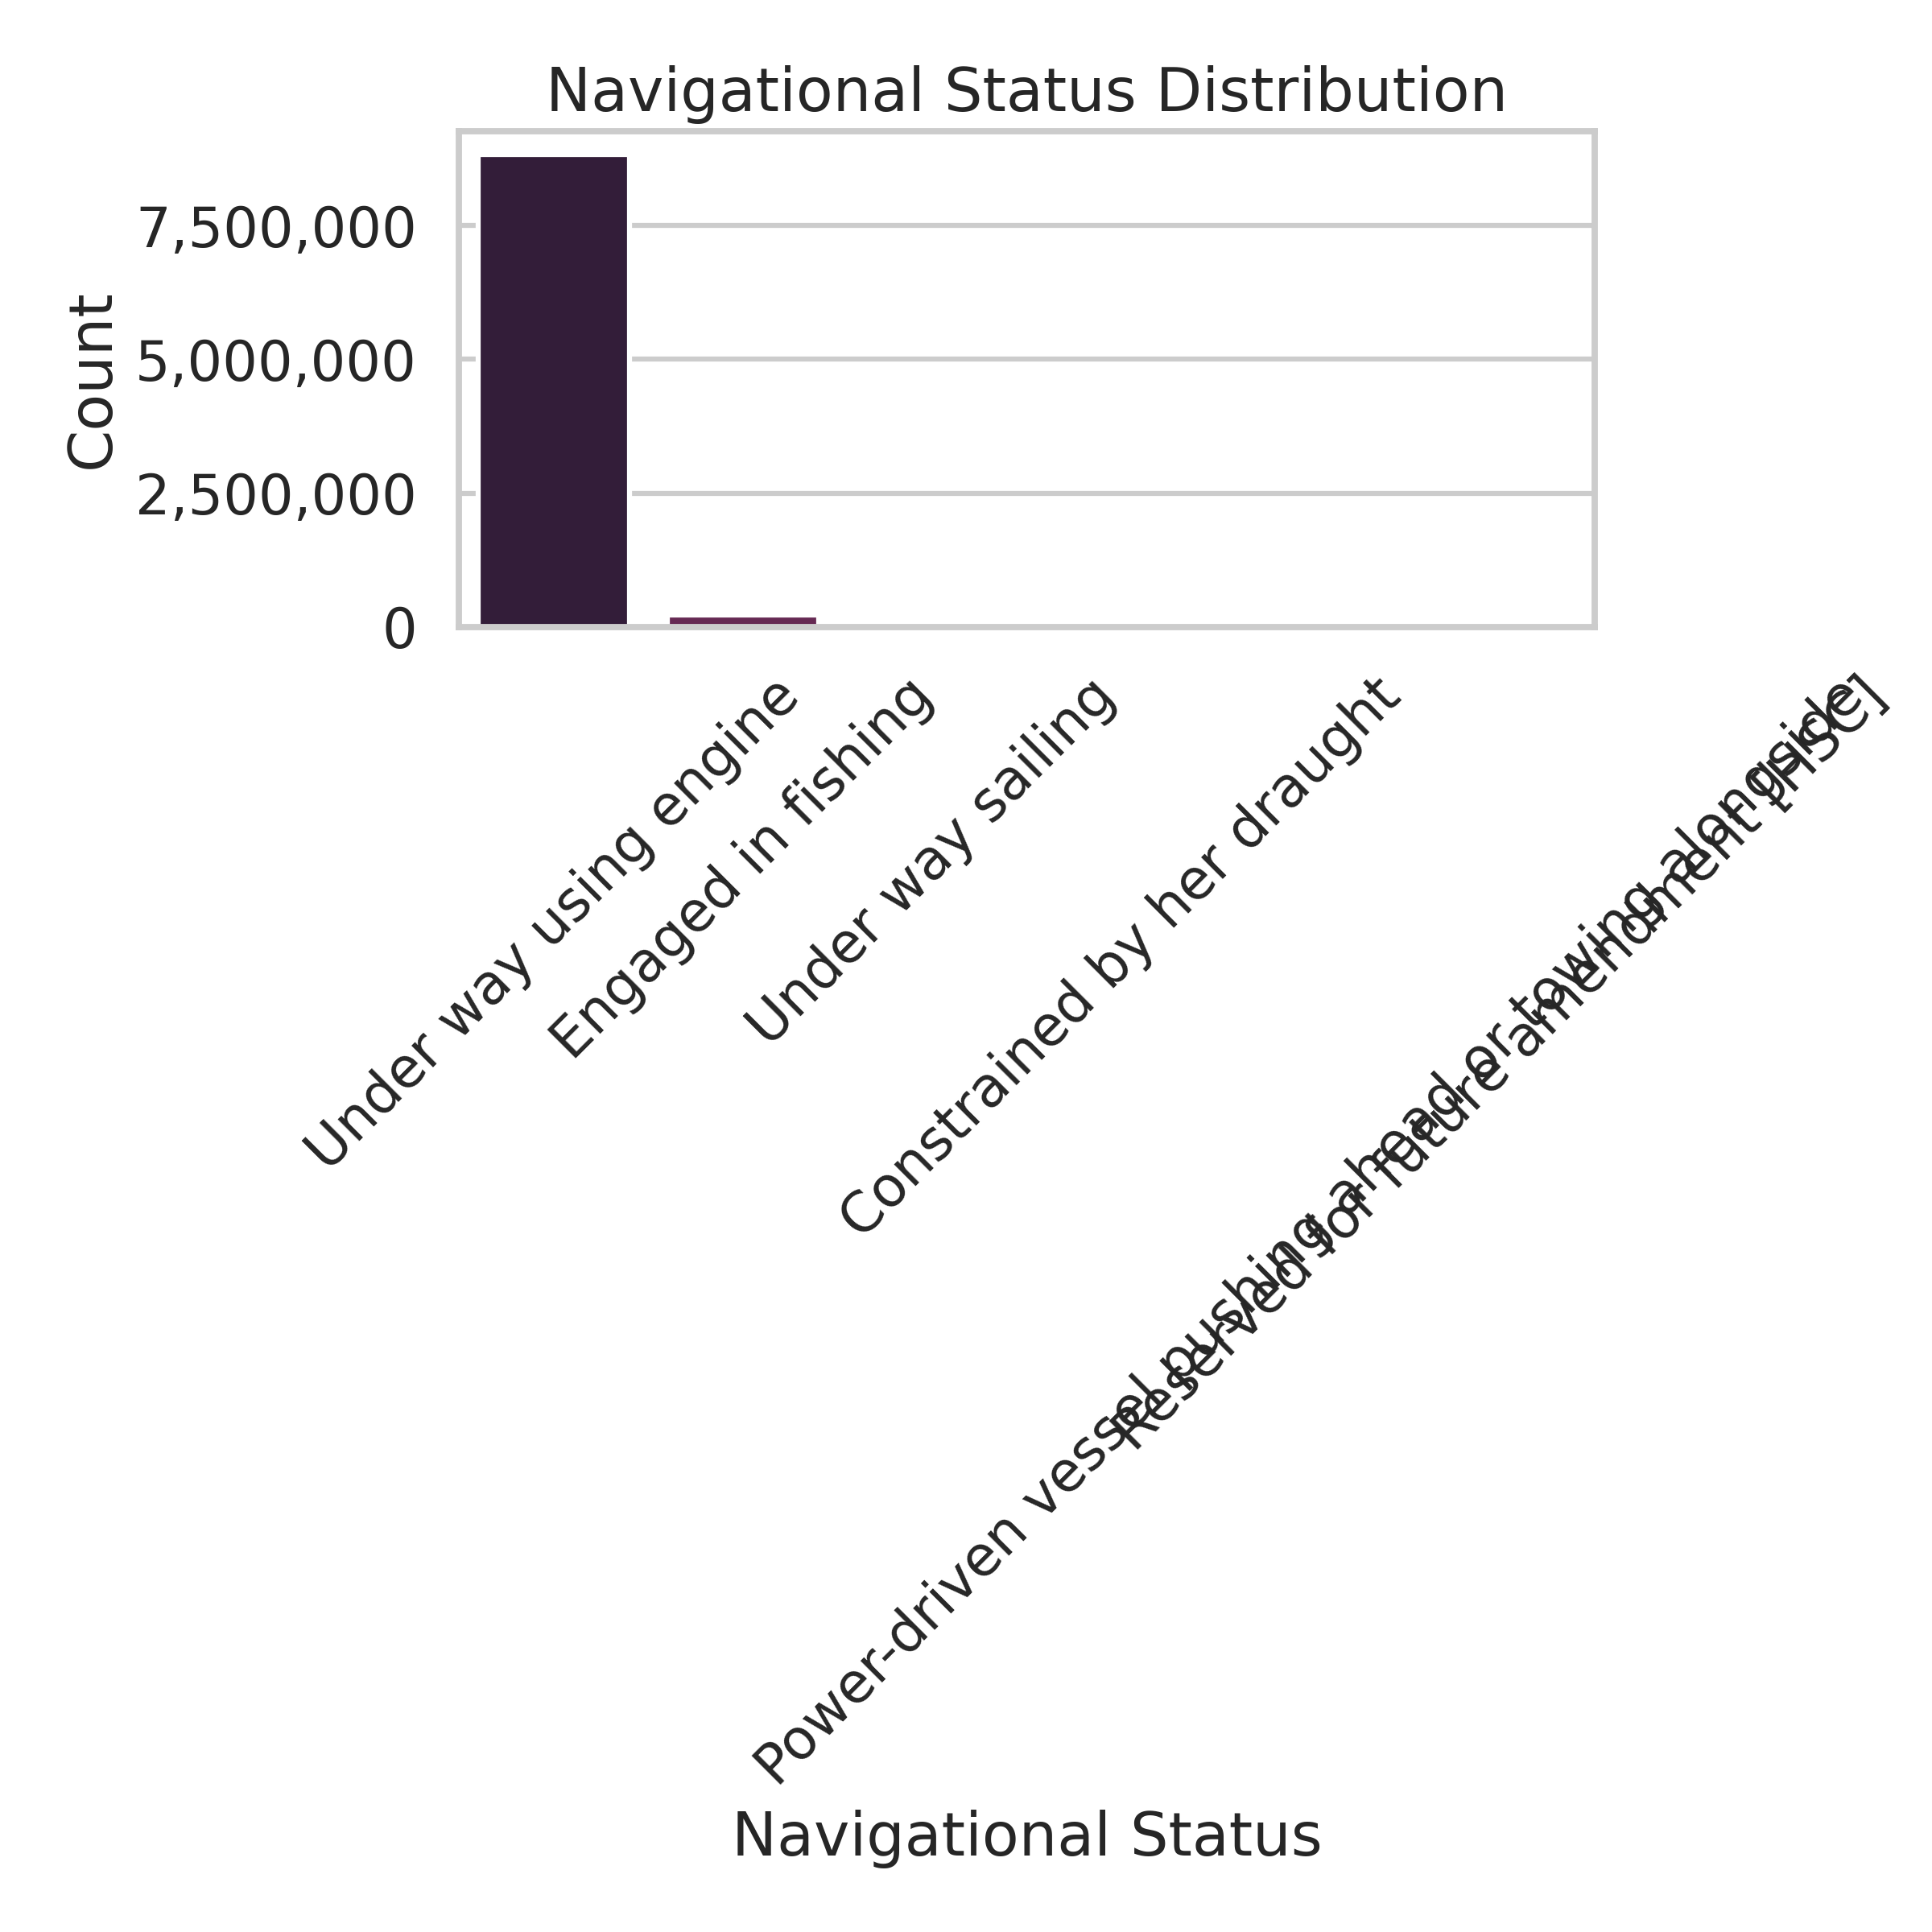 Navigational Status Distribution
Count
7,500,000
5,000,000
2,500,000
0
Under way using engine
Engaged in fishing
Under way sailing
Constrained by her draught
Power-driven vessel pushing ahead or towing alongside
Reserved for future amendment [HSC]
Navigational Status